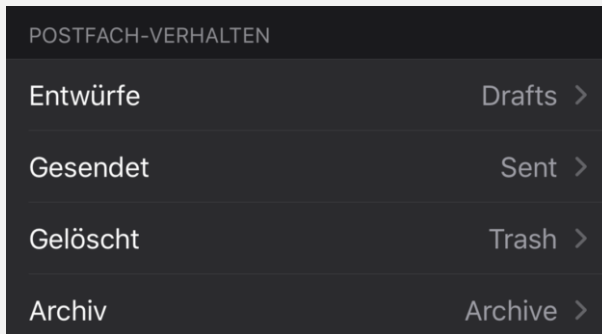 POSTFACH-VERHALTEN
Entwürfe Drafts >
Gesendet Sent >
Gelöscht Trash >
Archiv Archive >